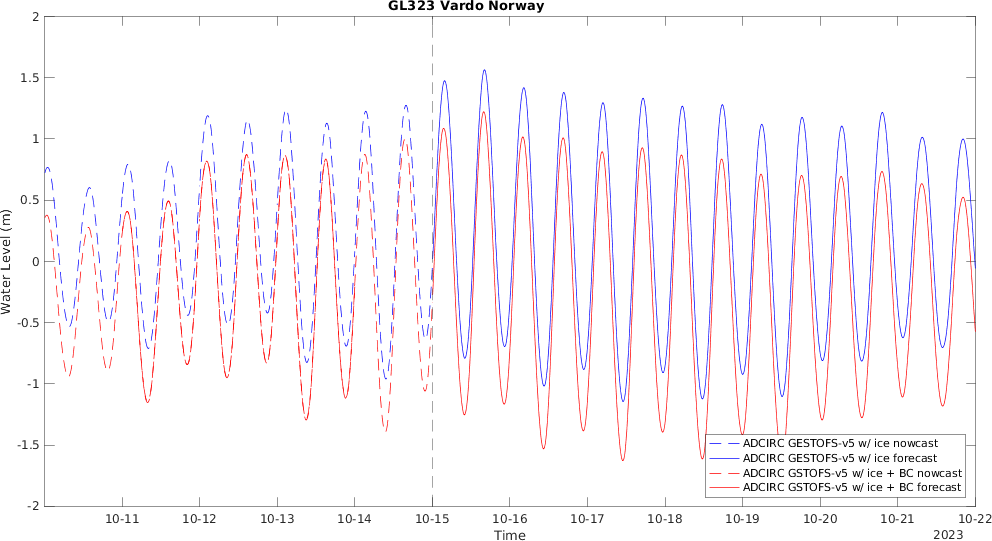 GL323 Vardo Norway
2
1.5
1
0.5
0
-0.5
-1
-1.5
-2
Water Level (m)
ADCIRC GESTOFS-v5 w/ ice nowcast
ADCIRC GESTOFS-v5 w/ ice forecast
ADCIRC GSTOFS-v5 w/ ice + BC nowcast
ADCIRC GSTOFS-v5 w/ ice + BC forecast
10-11 10-12 10-13 10-14 10-15 10-16 10-17 10-18 10-19 10-20 10-21 10-22
Time
2023